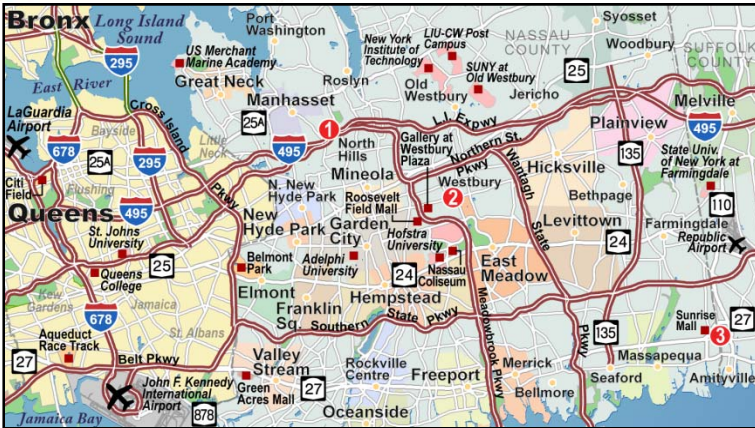 Bronx
Long Island
Sound
Port
Washington
New York
Institute of
Technology
LIU-CW Post
Campus
NASSAU
COUNTY
Syosset
Woodbury
SUFFOLK
COUNTY
295
US Merchant
Marine Academy
Great Neck
Roslyn
SUNY at
Old Westbury
25
East River
Old
Westbury
Jericho
Melville
LaGuardia
Airport
Cross Island
Pkwy
Manhasset
L.I. Expwy
Plainview
495
Bayside
678
25A
295
Little
Neck
25A
495
1
North
Hills
Gallery at
Westbury
Plaza
Northern St.
Pkwy
Wantagh
State
Pkwy
135
State Univ.
of New York at
Farmingdale
Hicksville
Citi
Field
Flushing
Mineola
Westbury
2
Bethpage
Queens
495
N. New
Hyde Park
Roosevelt
Field Mall
110
St. Johns
University
New
Hyde Park
Garden
City
Hofstra
University
Levittown
Farmingdale
24
Republic
Airport
Queens
College
25
Belmont
Park
Adelphi
University
24
Nassau
Coliseum
East
Meadow
Kew
Gardens
Jamaica
Elmont
Hempstead
Meadowbrook Pkwy
678
St. Albans
Franklin
Sq.
Southern State Pkwy
135
Sunrise
Mall
27
3
Aqueduct
Race Track
27
Belt Pkwy
Valley
Stream
Rockville
Centre
Merrick
Massapequa
John F. Kennedy
International
Airport
Green
Acres Mall
27
Freeport
Bellmore
Seaford
Amityville
Jamaica Bay
878
Oceanside